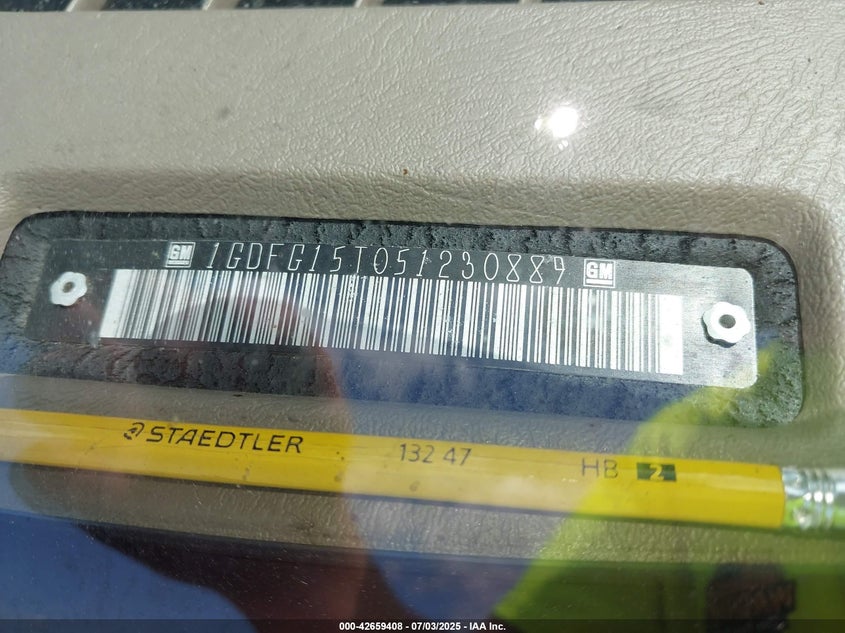 GM 1GDFG15T051230889 GM
STAEDTLER 132 47 HB 2
000-42659408 - 07/03/2025 - IAA Inc.